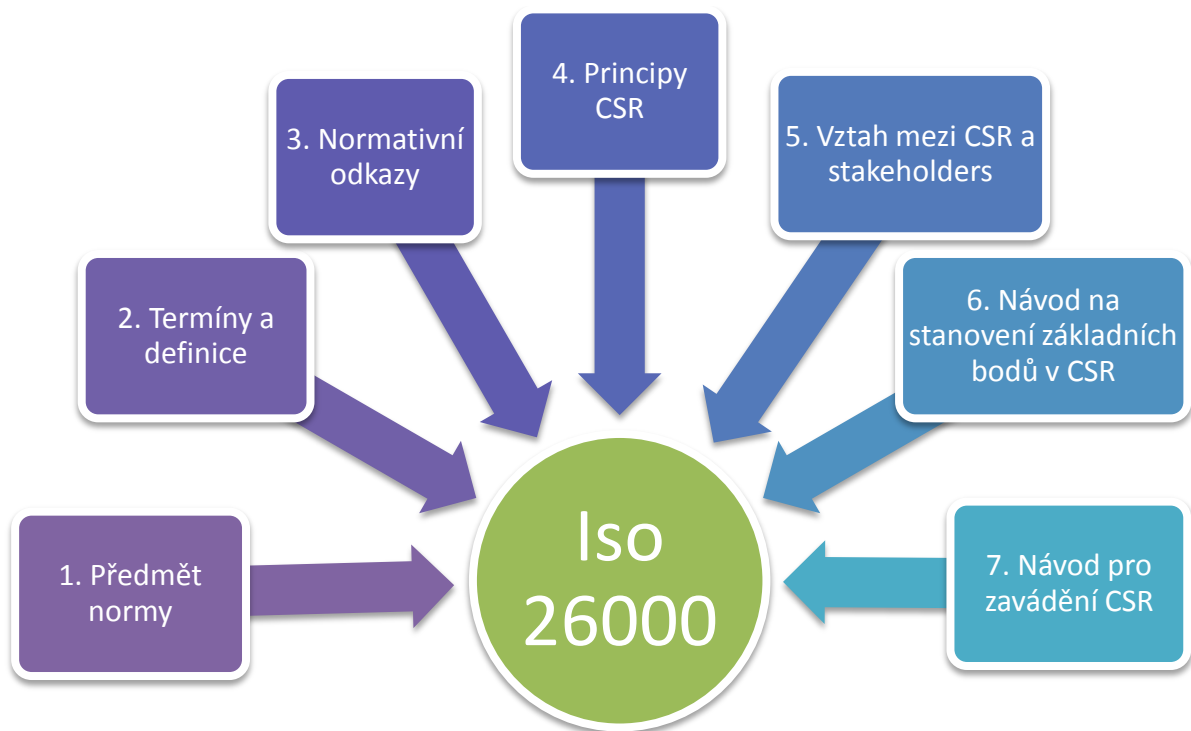 1. Předmět
normy
2. Termíny a
definice
3. Normativní
odkazy
4. Principy
CSR
5. Vztah mezi CSR a
stakeholders
6. Návod na
stanovení základních
bodů v CSR
7. Návod pro
zavádění CSR
Iso
26000